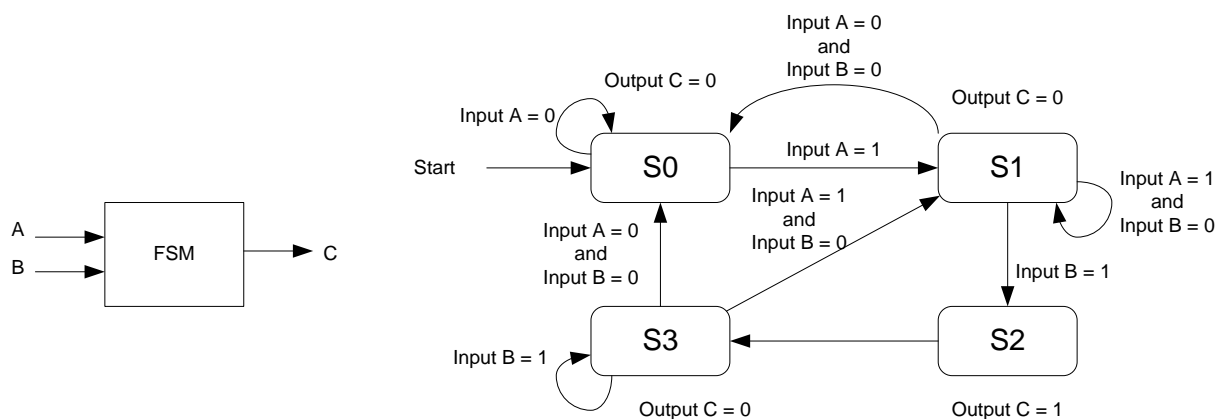 A
B
FSM
C
Input A = 0
and
Input B = 0
Output C = 0
Output C = 0
Input A = 0
Start
S0
Input A = 1
S1
Input A = 1
and
Input B = 0
Input A = 1
and
Input B = 0
Input A = 0
and
Input B = 0
Input B = 1
S3
S2
Input B = 1
Output C = 0
Output C = 1